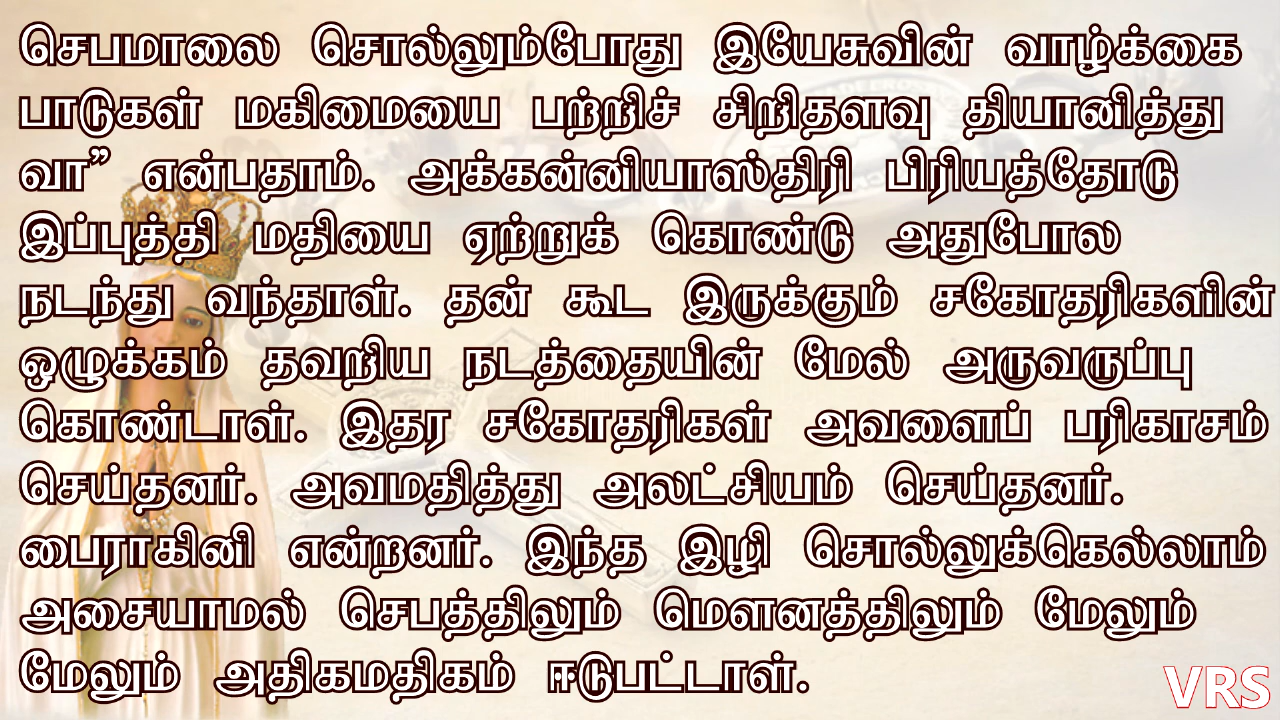 செபமாலை சொல்லும்போது இயேசுவின் வாழ்க்கை
பாடுகள் மகிமையை பற்றிச் சிறிதளவு தியானித்து
வா” என்பதாம். அக்கன்னியாஸ்திரி பிரியத்தோடு
இப்புத்தி மதியை ஏற்றுக் கொண்டு அதுபோல
நடந்து வந்தாள். தன் கூட இருக்கும் சகோதரிகளின்
ஒழுக்கம் தவறிய நடத்தையின் மேல் அருவருப்பு
கொண்டாள். இதர சகோதரிகள் அவளைப் பரிகாசம்
செய்தனர். அவமதித்து அலட்சியம் செய்தனர்.
பைராகினி என்றனர். இந்த இழி சொல்லுக்கெல்லாம்
அசையாமல் செபத்திலும் மௌனத்திலும் மேலும்
மேலும் அதிகமதிகம் ஈடுபட்டாள்.
VRS